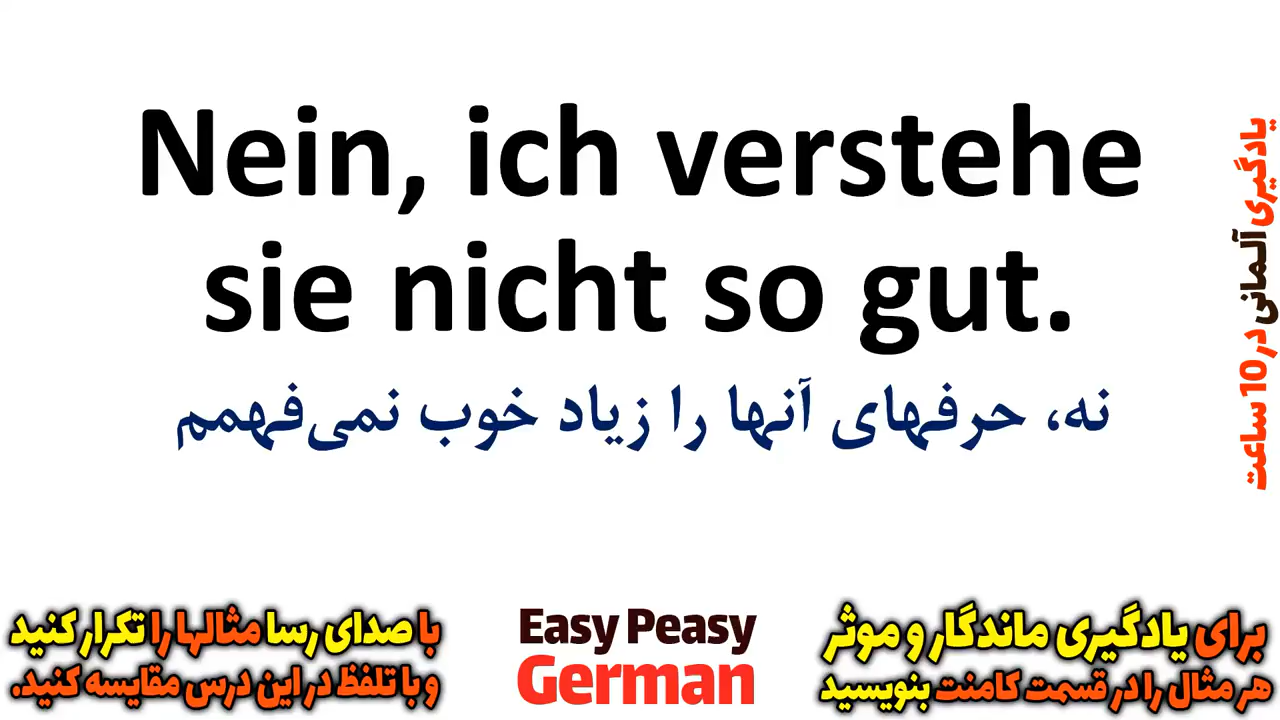 Nein, ich verstehe
sie nicht so gut.
نه، حرفهای آنها را زیاد خوب نمی‌فهمم
یادگیری آلمانی در 10 ساعت
با صدای رسا مثالها را تکرار کنید
و با تلفظ در این درس مقایسه کنید.
Easy Peasy
German
برای یادگیری ماندگار و موثر
هر مثال را در قسمت کامنت بنویسید